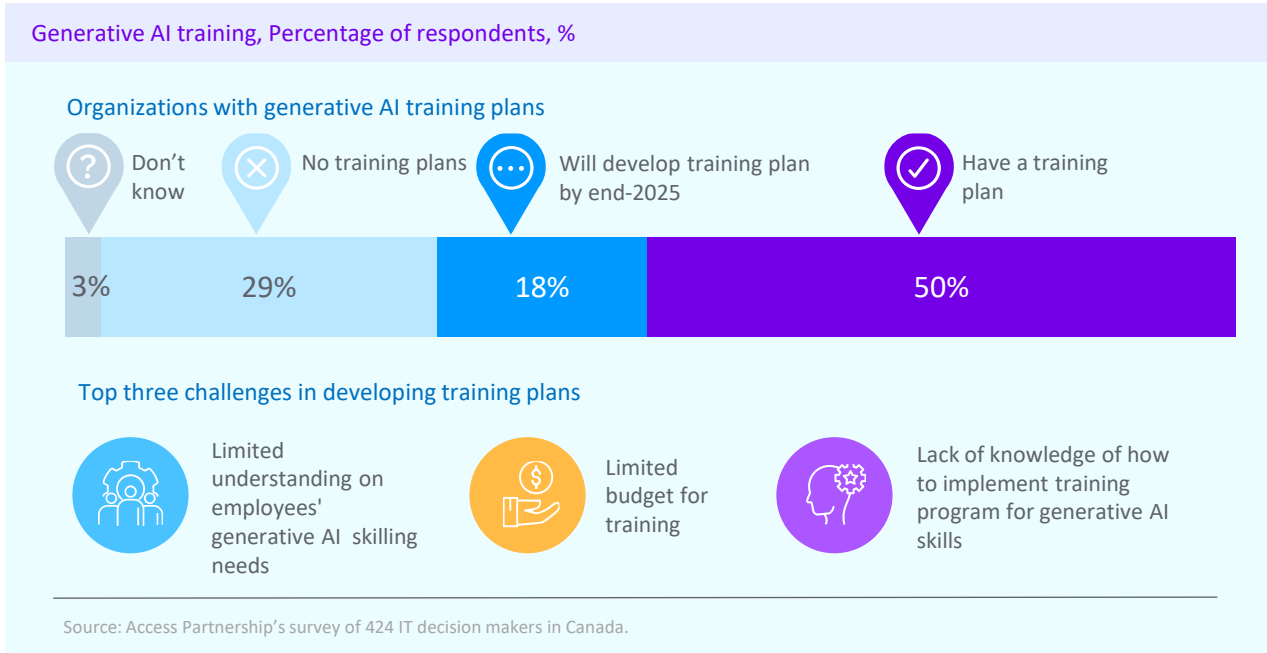 Generative AI training, Percentage of respondents, %
Organizations with generative AI training plans
?
Don't
know
No training plans
Will develop training plan
by end-2025
Have a training
plan
3%
29%
18%
50%
Top three challenges in developing training plans
Limited
understanding on
employees'
generative AI skilling
needs
$
Limited
budget for
training
Lack of knowledge of how
to implement training
program for generative AI
skills
Source: Access Partnership's survey of 424 IT decision makers in Canada.